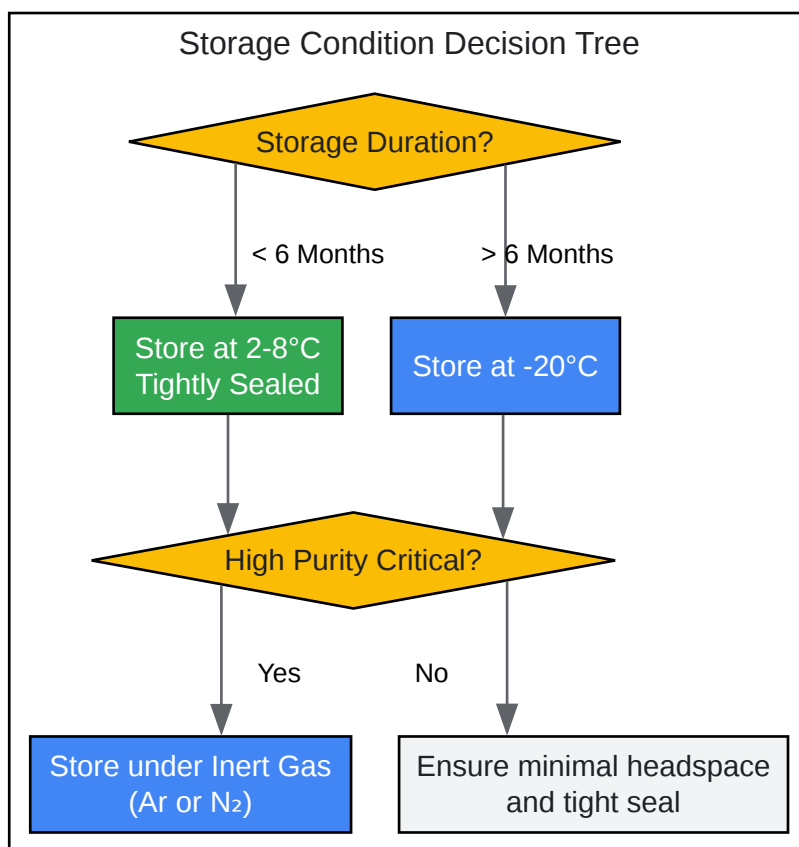 Storage Condition Decision Tree
Storage Duration?
< 6 Months
> 6 Months
Store at 2-8°C
Tightly Sealed
Store at -20°C
High Purity Critical?
Yes
No
Store under Inert Gas
(Ar or N₂)
Ensure minimal headspace
and tight seal